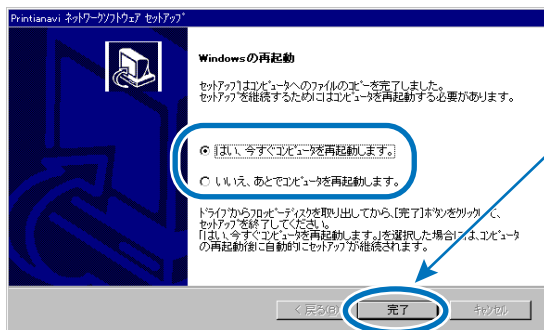 Printianavi ネットワークソフトウェア セットアップ
Windowsの再起動
セットアップはコンピュータへのファイルのコピーを完了しました。
セットアップを継続するためにはコンピュータを再起動する必要があります。
はい、今すぐコンピュータを再起動します。
いいえ、あとでコンピュータを再起動します。
ドライブからフロッピーディスクを取り出してから、[完了]ボタンをクリックして、
セットアップを終了してください。
「はい、今すぐコンピュータを再起動します。」を選択した場合には、コンピュータ
の再起動後に自動的にセットアップが継続されます。
< 戻る(B)
完了
キャンセル